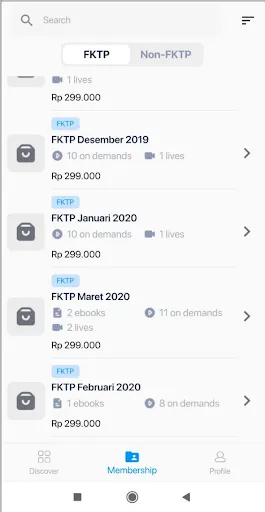 Search
FKTP Non-FKTP
1 lives
Rp 299.000
FKTP
FKTP Desember 2019
10 on demands 1 lives
Rp 299.000
FKTP
FKTP Januari 2020
10 on demands 1 lives
Rp 299.000
FKTP
FKTP Maret 2020
2 ebooks 11 on demands
2 lives
Rp 299.000
FKTP
FKTP Februari 2020
1 ebooks 8 on demands
Rp 299.000
Discover Membership Profile